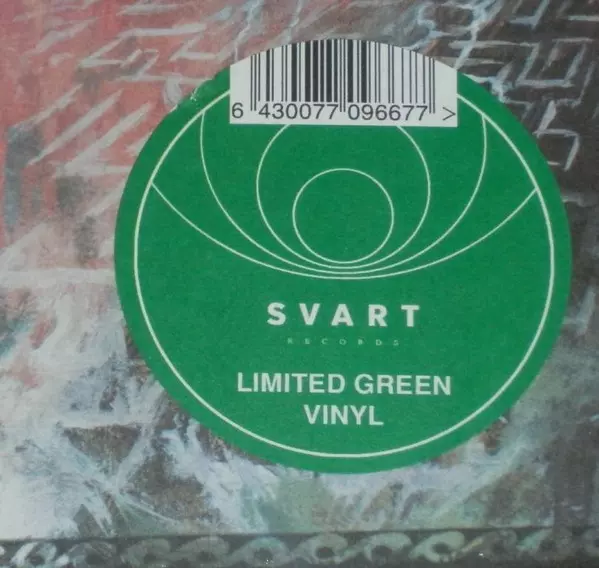 6 430077 096677 >
SVART
RECORDS
LIMITED GREEN
VINYL